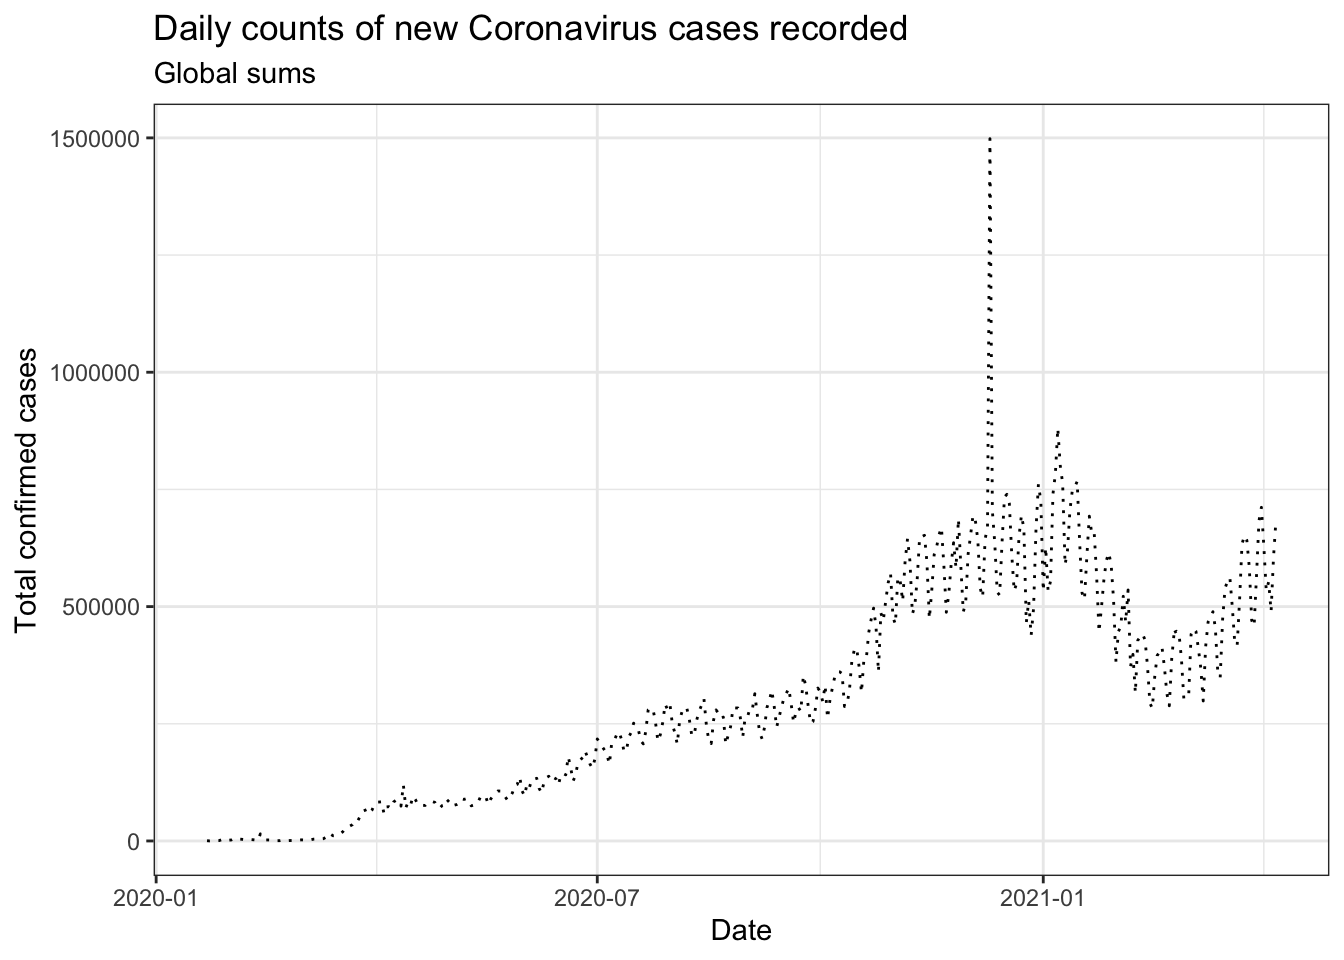 Daily counts of new Coronavirus cases recorded
Global sums
Total confirmed cases
1500000
1000000
500000
0
2020-01
2020-07
2021-01
Date